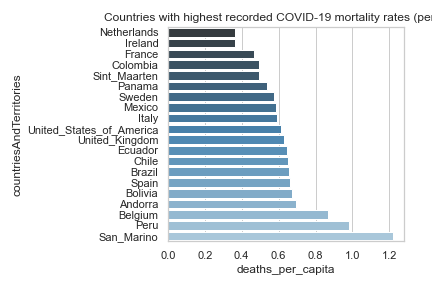 Countries with highest recorded COVID-19 mortality rates (per
countriesAndTerritories
Netherlands
Ireland
France
Colombia
Sint_Maarten
Panama
Sweden
Mexico
Italy
United_States_of_America
United_Kingdom
Ecuador
Chile
Brazil
Spain
Bolivia
Andorra
Belgium
Peru
San_Marino
0.0 0.2 0.4 0.6 0.8 1.0 1.2
deaths_per_capita